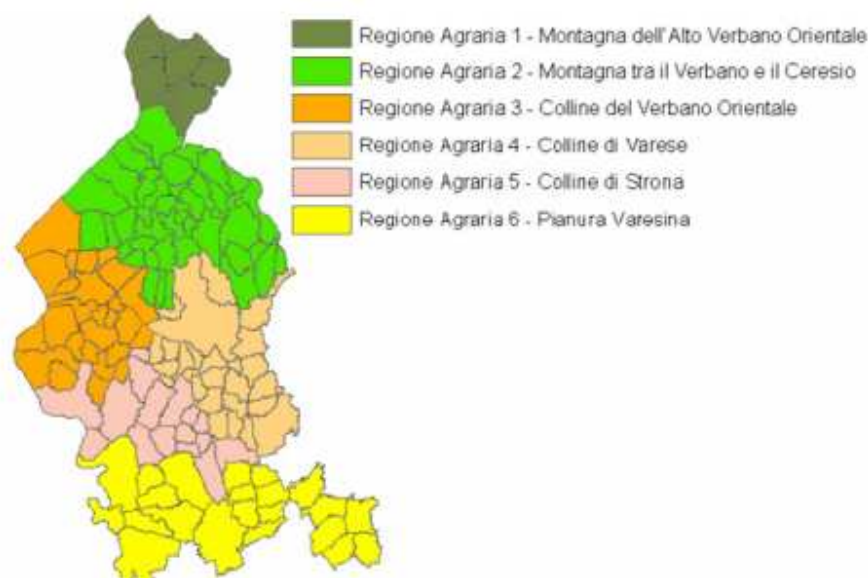 Regione Agraria 1 - Montagna dell'Alto Verbano Orientale
Regione Agraria 2 - Montagna tra il Verbano e il Ceresio
Regione Agraria 3 - Colline del Verbano Orientale
Regione Agraria 4 - Colline di Varese
Regione Agraria 5 - Colline di Strona
Regione Agraria 6 - Pianura Varesina